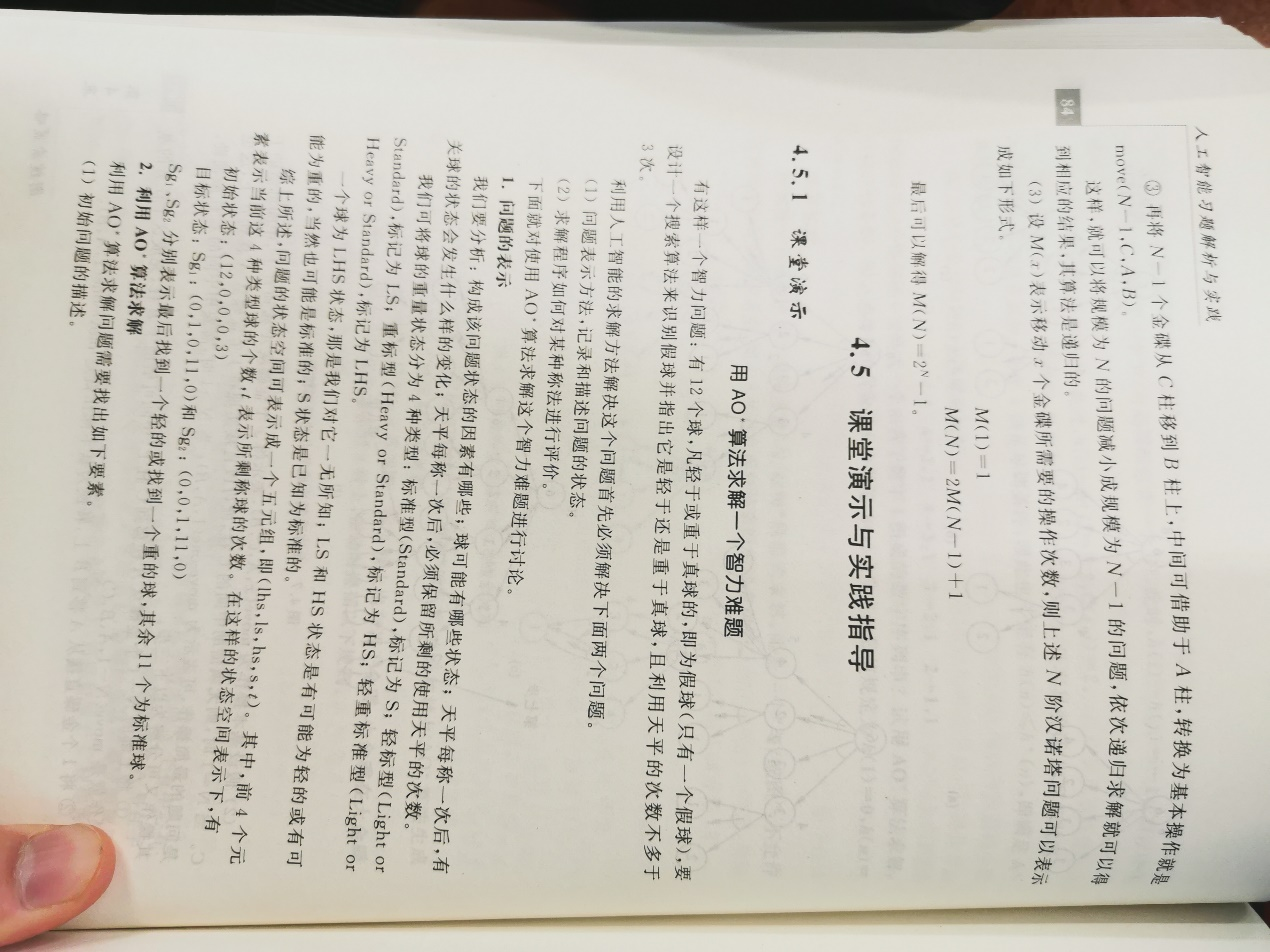 人工智能习题解析与实践
84
③ 再将 N－1 个金碟从 C 柱移到 B 柱上，中间可借助于 A 柱，转换为基本操作就是
move(N－1,C,A,B)。
这样，就可以将规模为 N 的问题减小成规模为 N－1 的问题，依次递归求解就可以得
到相应的结果，其算法是递归的。
(3) 设 M(x)表示移动 x 个金碟所需要的操作次数，则上述 N 阶汉诺塔问题可以表示
成如下形式。
M(1)=1
M(N)=2M(N－1)+1
最后可以解得 M(N)=2ᴺ－1。
4.5 课堂演示与实践指导
4.5.1 课堂演示
用 AO*算法求解一个智力难题
有这样一个智力问题：有 12 个球，凡轻于或重于真球的，即为假球（只有一个假球），要
设计一个搜索算法来识别假球并指出它是轻于还是重于真球，且利用天平的次数不多于
3 次。
利用人工智能的求解方法解决这个问题首先必须解决下面两个问题。
(1) 问题表示方法，记录和描述问题的状态。
(2) 求解程序如何对某种称法进行评价。
下面就对使用 AO*算法求解这个智力难题进行讨论。
1. 问题的表示
我们要分析：构成该问题状态的因素有哪些；球可能有哪些状态；天平每称一次后，有
关球的状态会发生什么样的变化；天平每称一次后，必须保留所剩的使用天平的次数。
我们可将球的重量状态分为 4 种类型：标准型(Standard)，标记为 S；轻标型(Light or
Standard)，标记为 LS；重标型(Heavy or Standard)，标记为 HS；轻重标准型(Light or
Heavy or Standard)，标记为 LHS。
一个球为 LHS 状态，那是我们对它一无所知；LS 和 HS 状态是有可能为轻的或有可
能为重的，当然也可能是标准的；S 状态是已知为标准的。
综上所述，问题的状态空间可表示成一个五元组，即(lhs,ls,hs,s,t)。其中，前 4 个元
素表示当前这 4 种类型球的个数，t 表示所剩称球的次数。在这样的状态空间表示下，有
初始状态：(12,0,0,0,3)
目标状态：Sg₁：(0,1,0,11,0)和 Sg₂：(0,0,1,11,0)
Sg₁、Sg₂ 分别表示最后找到一个轻的或找到一个重的球，其余 11 个为标准球。
2. 利用 AO*算法求解
利用 AO*算法求解问题需要找出如下要素。
(1) 初始问题的描述。